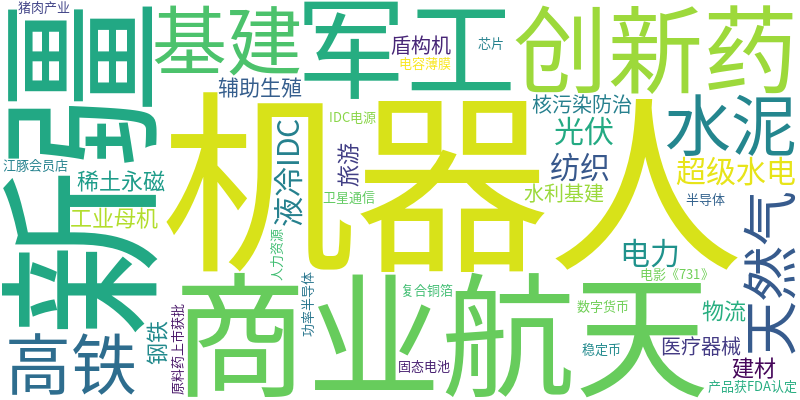 猪肉产业
新疆
基建
军工
盾构机
芯片
电容薄膜
创新药
辅助生殖
IDC电源
核污染防治
光伏
水泥
机器人
江豚会员店
稀土永磁
工业母机
液冷IDC
旅游
卫星通信
纺织
超级水电
水利基建
半导体
人力资源
电力
电影《731》
天然气
商业航天
功率半导体
复合铜箔
数字货币
物流
高铁
钢铁
原料药上市获批
固态电池
稳定币
医疗器械
建材
产品获FDA认定